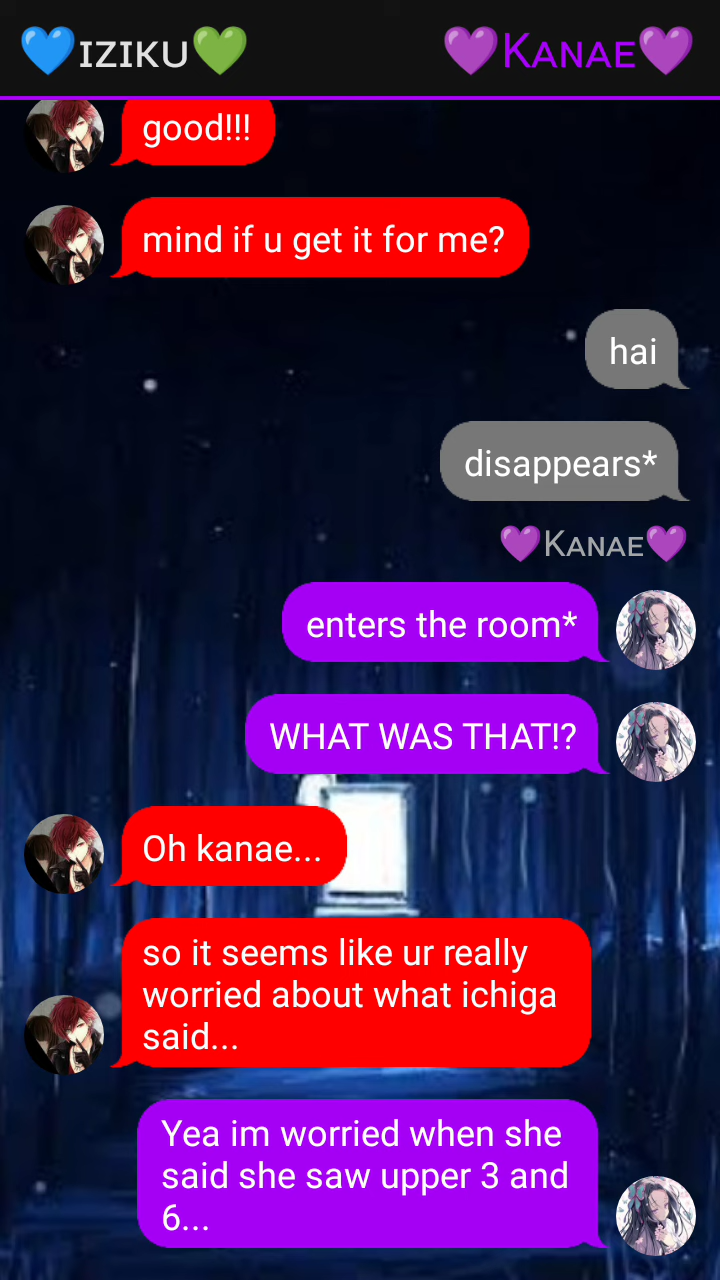 💙IZIKU💚
💜KANAE💜
good!!!
mind if u get it for me?
hai
disappears*
💜KANAE💜
enters the room*
WHAT WAS THAT!?
Oh kanae...
so it seems like ur really
worried about what ichiga
said...
Yea im worried when she
said she saw upper 3 and
6...